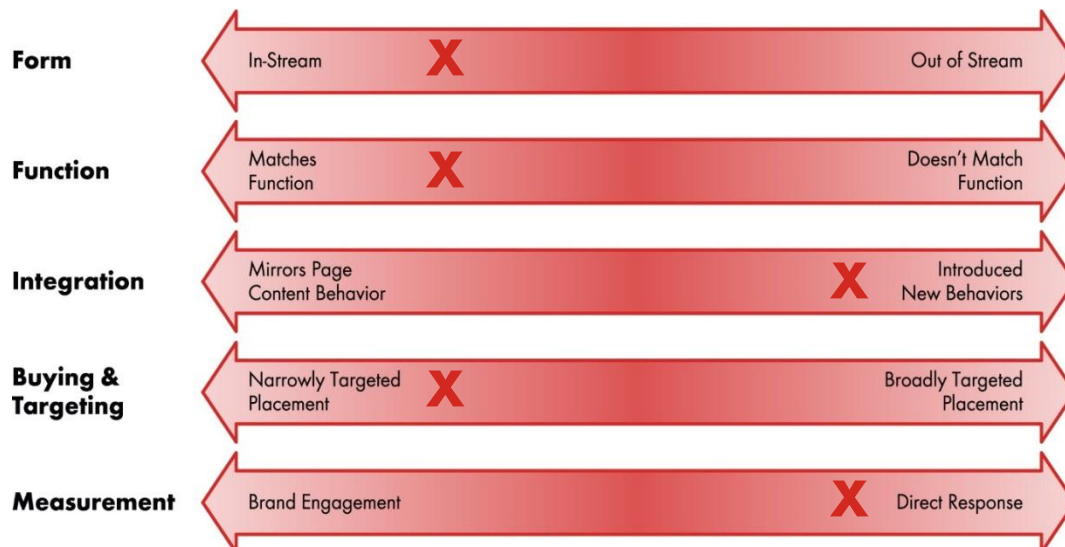 Form
In-Stream
X
Out of Stream
Function
Matches
Function
X
Doesn’t Match
Function
Integration
Mirrors Page
Content Behavior
X
Introduced
New Behaviors
Buying &
Targeting
Narrowly Targeted
Placement
X
Broadly Targeted
Placement
Measurement
Brand Engagement
X
Direct Response